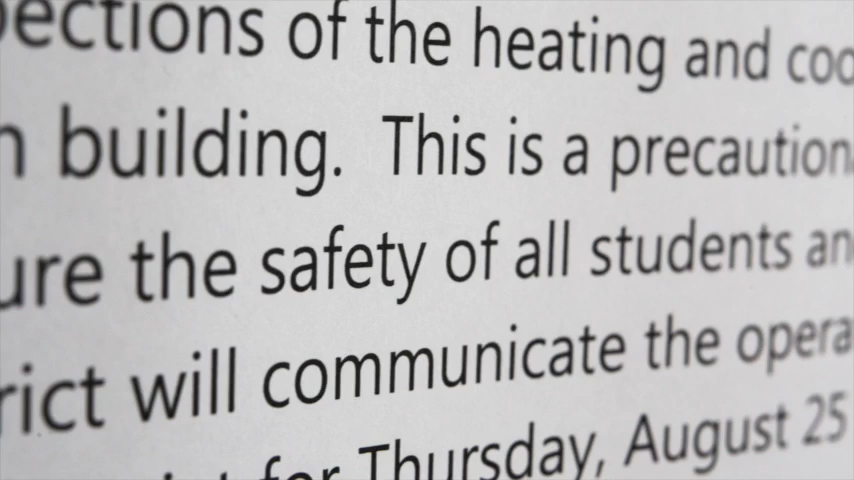 ections of the heating and coo
building. This is a precaution
ure the safety of all students an
rict will communicate the opera
for Thursday, August 25